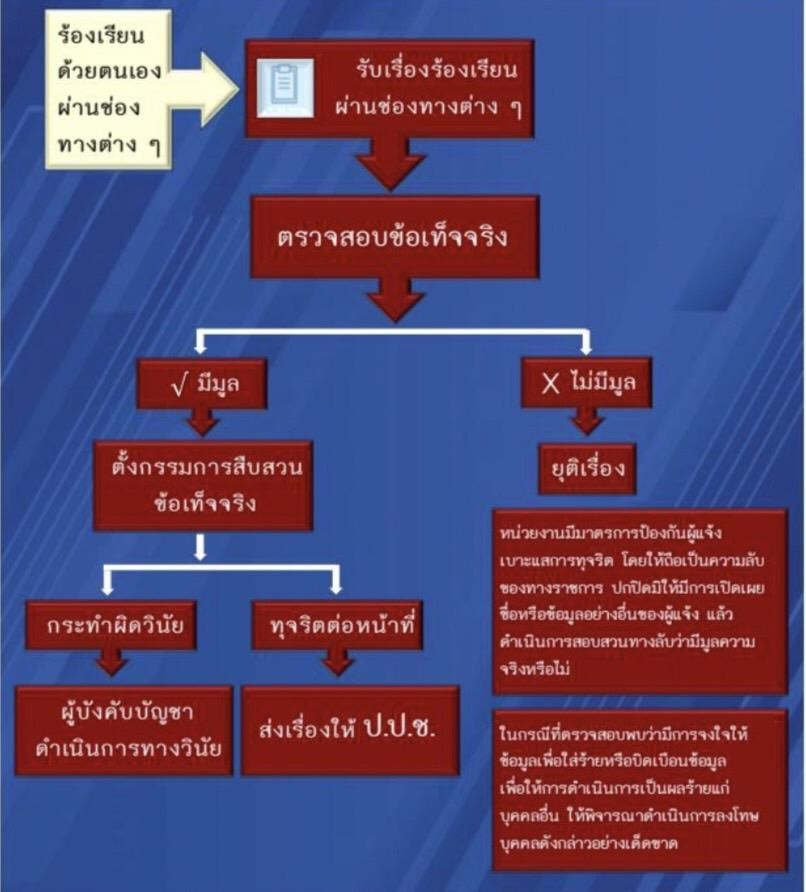 ร้องเรียน
ด้วยตนเอง
ผ่านช่อง
ทางต่าง ๆ
รับเรื่องร้องเรียน
ผ่านช่องทางต่าง ๆ
ตรวจสอบข้อเท็จจริง
√ มีมูล
X ไม่มีมูล
ตั้งกรรมการสืบสวน
ข้อเท็จจริง
ยุติเรื่อง
กระทำผิดวินัย
ทุจริตต่อหน้าที่
ผู้บังคับบัญชา
ดำเนินการทางวินัย
ส่งเรื่องให้ ป.ป.ช.
หน่วยงานมีมาตรการป้องกันผู้แจ้ง
เบาะแสการทุจริต โดยให้ถือเป็นความลับ
ของทางราชการ ปกปิดมิให้มีการเปิดเผย
ชื่อหรือข้อมูลอย่างอื่นของผู้แจ้ง แล้ว
ดำเนินการสอบสวนทางลับว่ามีมูลความ
จริงหรือไม่
ในกรณีที่ตรวจสอบพบว่ามีการจงใจให้
ข้อมูลเพื่อใส่ร้ายหรือบิดเบือนข้อมูล
เพื่อให้การดำเนินการเป็นผลร้ายแก่
บุคคลอื่น ให้พิจารณาดำเนินการลงโทษ
บุคคลดังกล่าวอย่างเด็ดขาด